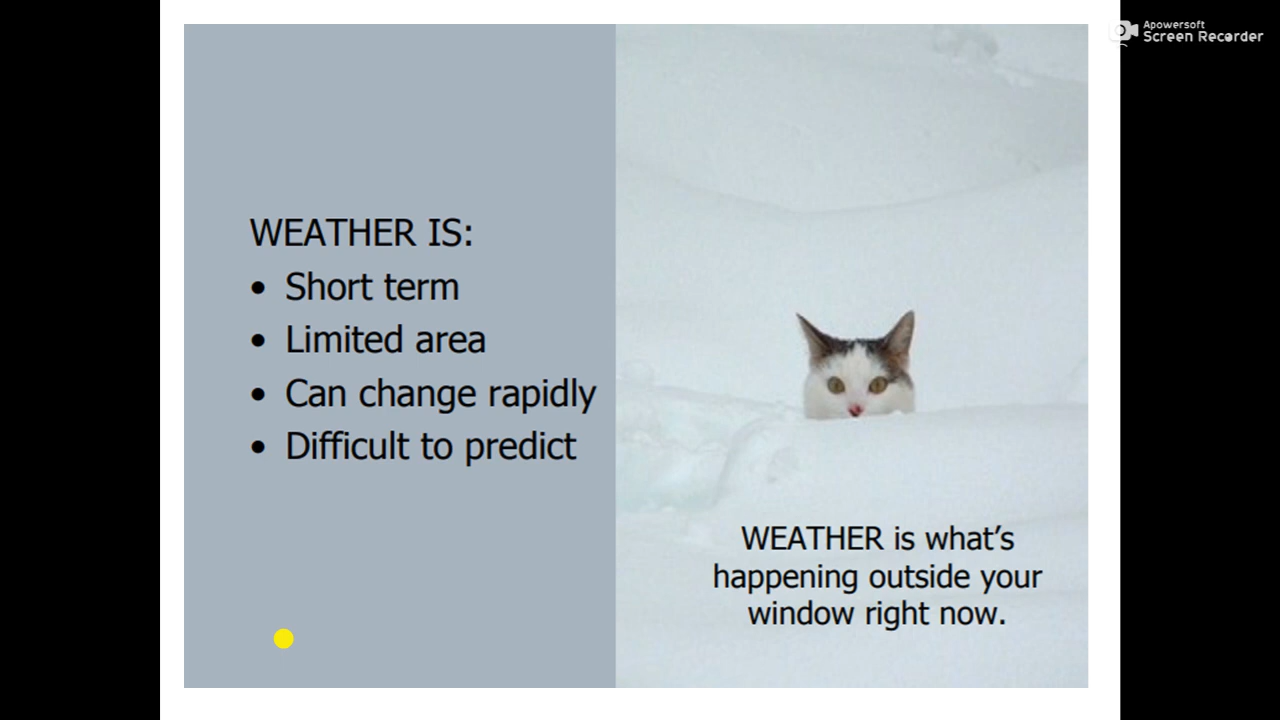 WEATHER IS:
• Short term
• Limited area
• Can change rapidly
• Difficult to predict
WEATHER is what’s
happening outside your
window right now.
Apowersoft
Screen Recorder